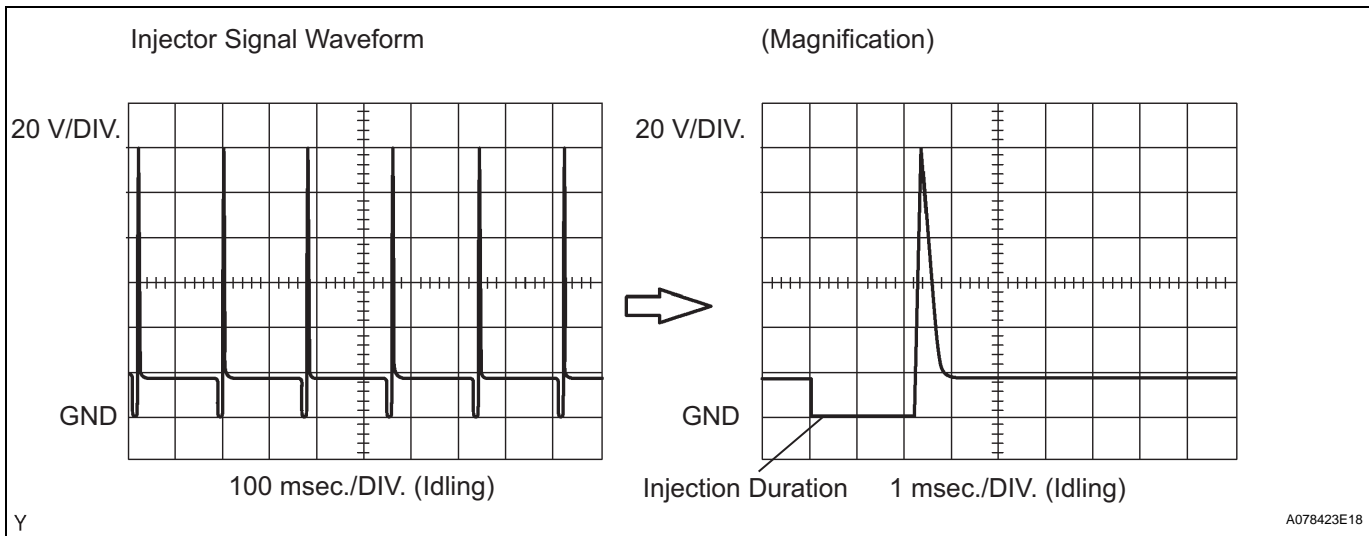 Injector Signal Waveform
(Magnification)
20 V/DIV.
20 V/DIV.
GND
GND
100 msec./DIV. (Idling)
Injection Duration
1 msec./DIV. (Idling)
Y
A078423E18